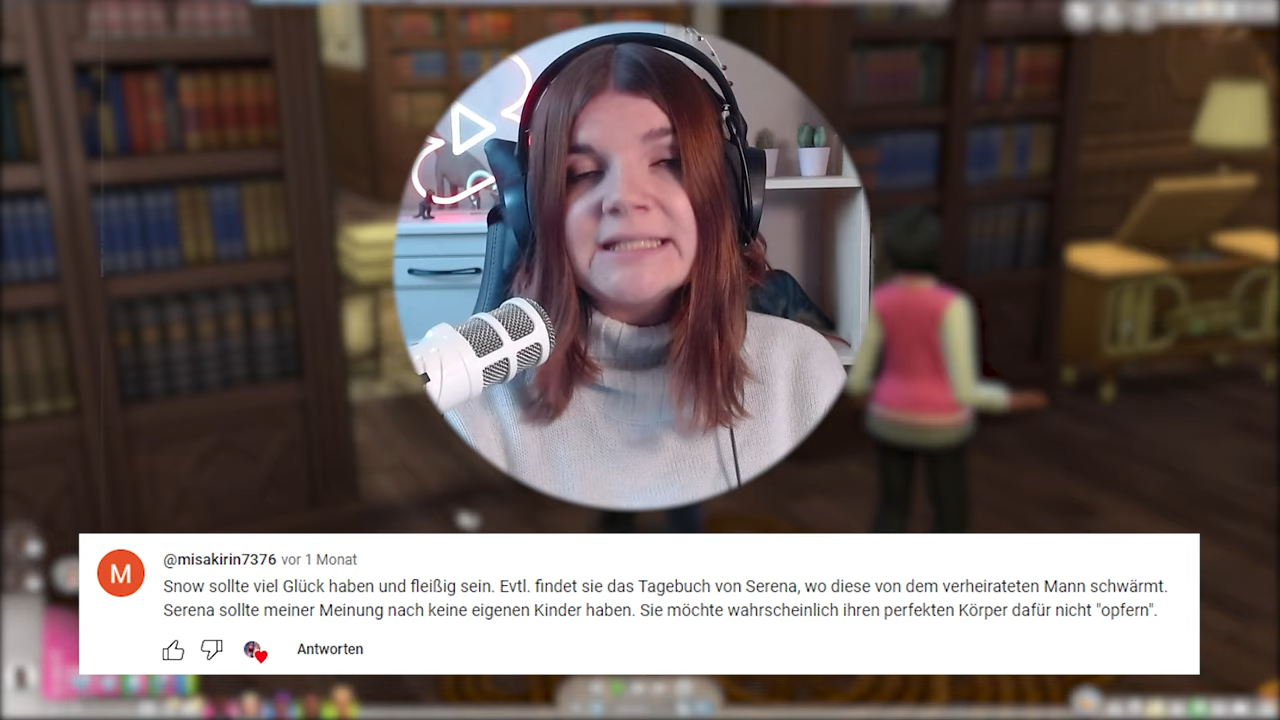 M
@misakirin7376 vor 1 Monat
Snow sollte viel Glück haben und fleißig sein. Evtl. findet sie das Tagebuch von Serena, wo diese von dem verheirateten Mann schwärmt.
Serena sollte meiner Meinung nach keine eigenen Kinder haben. Sie möchte wahrscheinlich ihren perfekten Körper dafür nicht "opfern".
Antworten